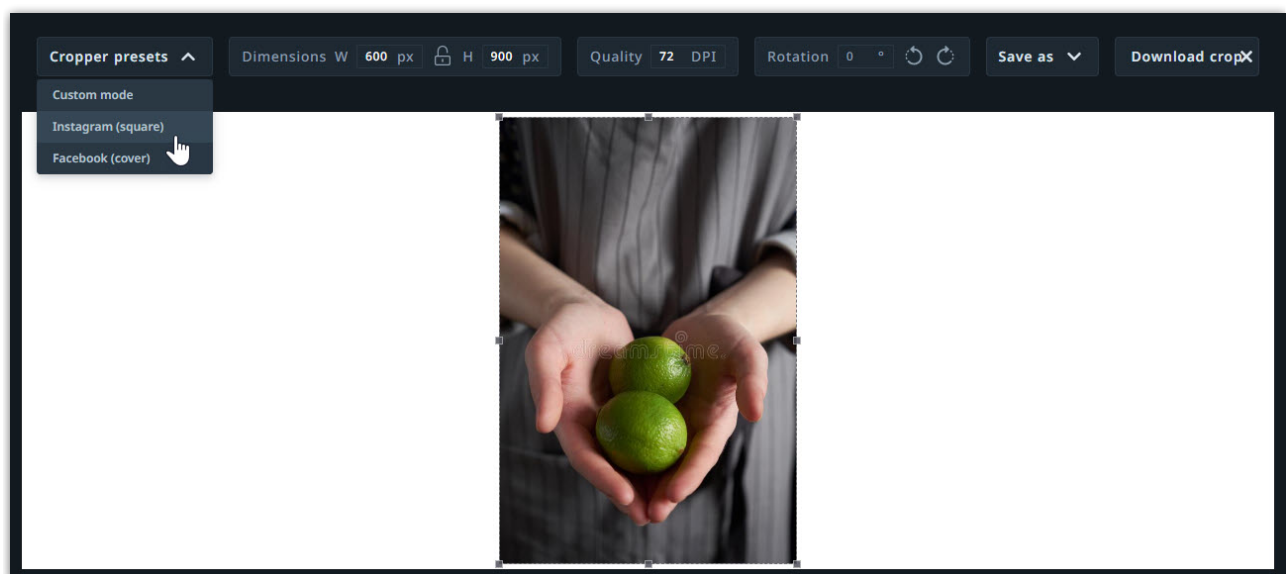 Cropper presets Dimensions W 600 px H 900 px Quality 72 DPI Rotation 0 ° Save as Download crop
Custom mode
Instagram (square)
Facebook (cover)
dreamstime.